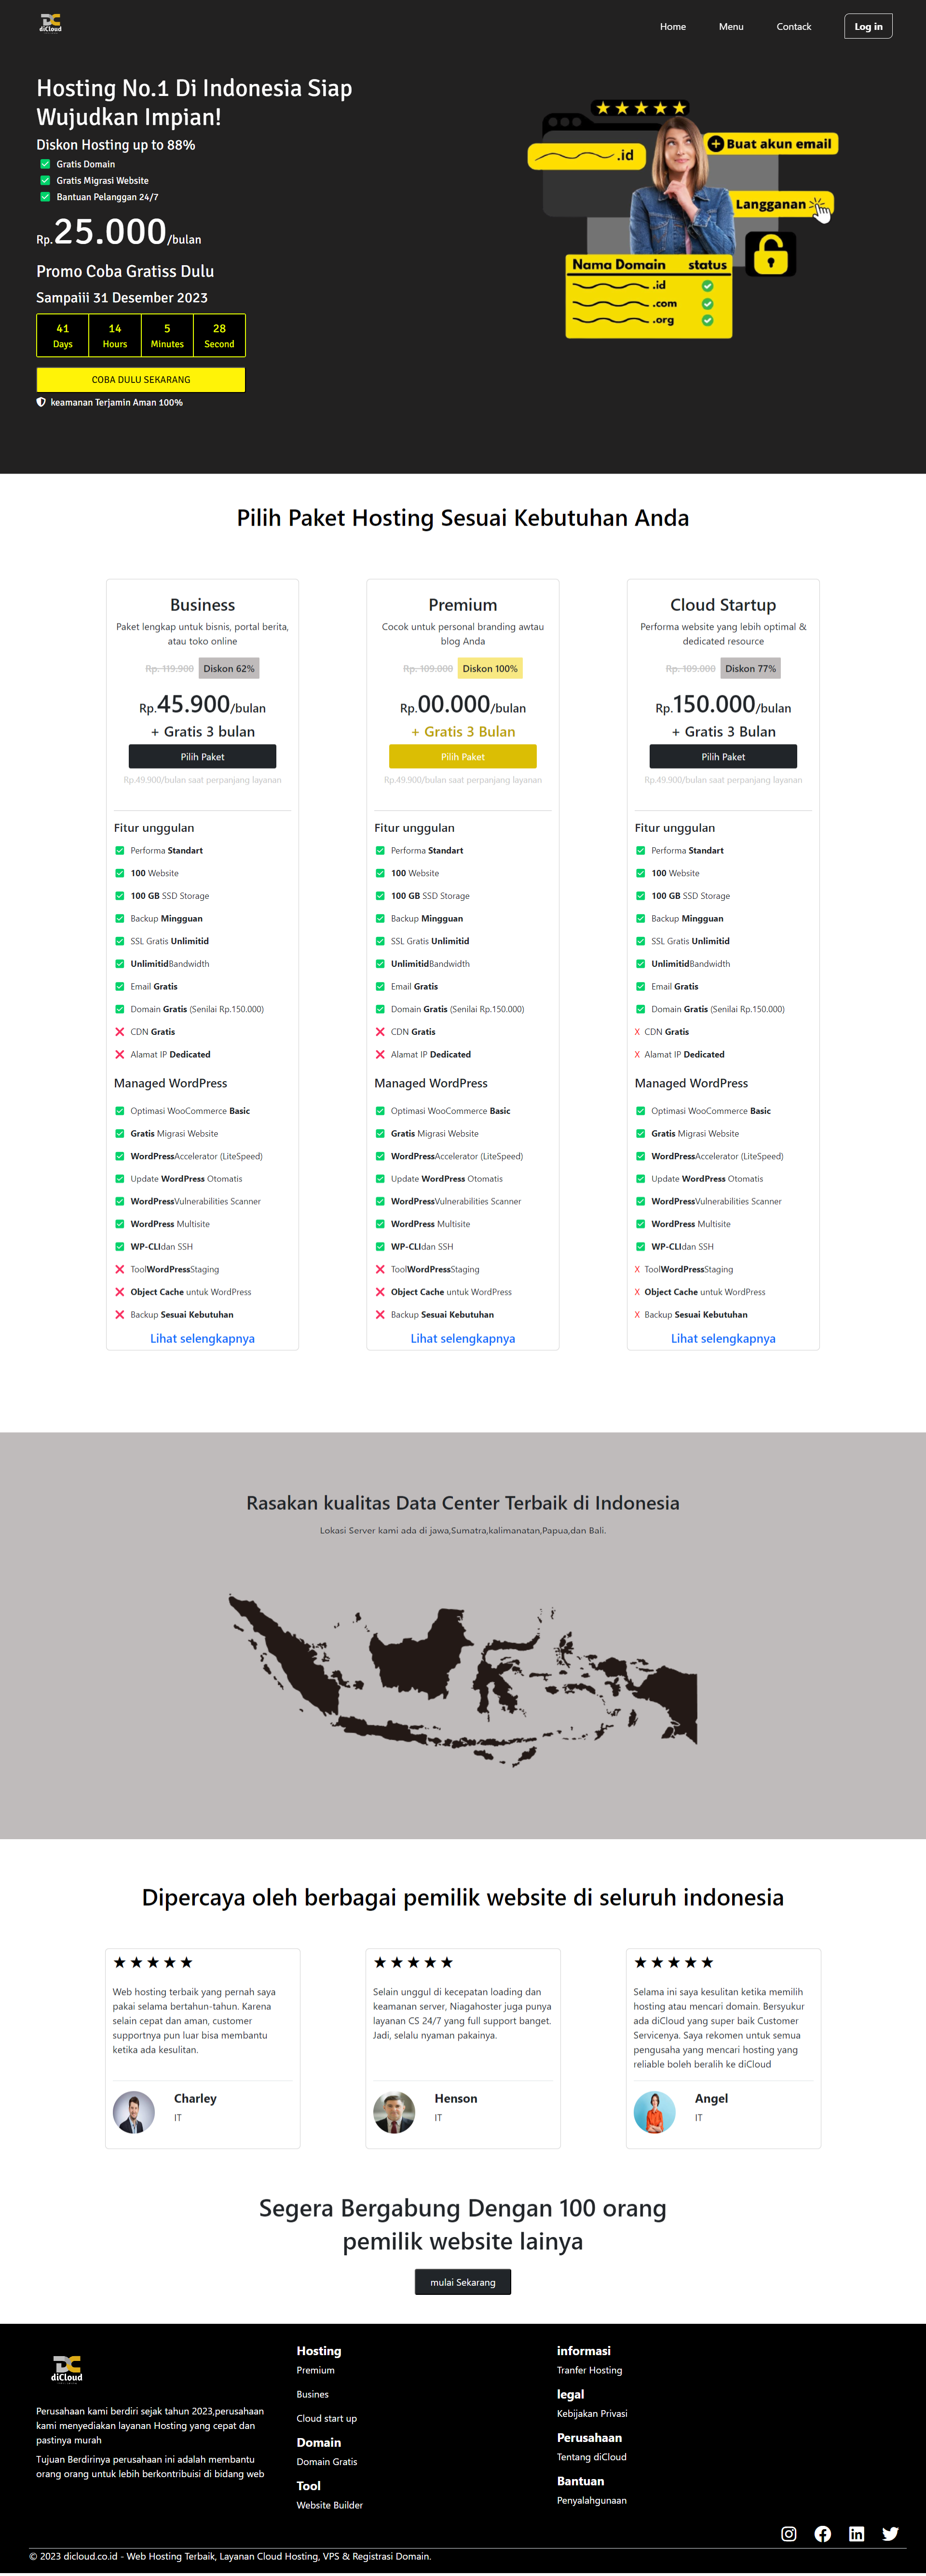 diCloud
Home Menu Contack Log in
Hosting No.1 Di Indonesia Siap
Wujudkan Impian!
Diskon Hosting up to 88%
Gratis Domain
Gratis Migrasi Website
Bantuan Pelanggan 24/7
Rp.25.000/bulan
Promo Coba Gratiss Dulu
Sampaiii 31 Desember 2023
41 14 5 28
Days Hours Minutes Second
COBA DULU SEKARANG
keamanan Terjamin Aman 100%
.id
Buat akun email
Langganan
Nama Domain status
.id
.com
.org
Pilih Paket Hosting Sesuai Kebutuhan Anda
Business
Paket lengkap untuk bisnis, portal berita,
atau toko online
Rp. 119.900 Diskon 62%
Rp.45.900/bulan
+ Gratis 3 bulan
Pilih Paket
Rp.49.900/bulan saat perpanjang layanan
Fitur unggulan
Performa Standart
100 Website
100 GB SSD Storage
Backup Mingguan
SSL Gratis Unlimitid
UnlimitidBandwidth
Email Gratis
Domain Gratis (Senilai Rp.150.000)
CDN Gratis
Alamat IP Dedicated
Managed WordPress
Optimasi WooCommerce Basic
Gratis Migrasi Website
WordPressAccelerator (LiteSpeed)
Update WordPress Otomatis
WordPressVulnerabilities Scanner
WordPress Multisite
WP-CLIdan SSH
ToolWordPressStaging
Object Cache untuk WordPress
Backup Sesuai Kebutuhan
Lihat selengkapnya
Premium
Cocok untuk personal branding awtau
blog Anda
Rp. 109.000 Diskon 100%
Rp.00.000/bulan
+ Gratis 3 Bulan
Pilih Paket
Rp.49.900/bulan saat perpanjang layanan
Fitur unggulan
Performa Standart
100 Website
100 GB SSD Storage
Backup Mingguan
SSL Gratis Unlimitid
UnlimitidBandwidth
Email Gratis
Domain Gratis (Senilai Rp.150.000)
CDN Gratis
Alamat IP Dedicated
Managed WordPress
Optimasi WooCommerce Basic
Gratis Migrasi Website
WordPressAccelerator (LiteSpeed)
Update WordPress Otomatis
WordPressVulnerabilities Scanner
WordPress Multisite
WP-CLIdan SSH
ToolWordPressStaging
Object Cache untuk WordPress
Backup Sesuai Kebutuhan
Lihat selengkapnya
Cloud Startup
Performa website yang lebih optimal &
dedicated resource
Rp. 109.000 Diskon 77%
Rp.150.000/bulan
+ Gratis 3 Bulan
Pilih Paket
Rp.49.900/bulan saat perpanjang layanan
Fitur unggulan
Performa Standart
100 Website
100 GB SSD Storage
Backup Mingguan
SSL Gratis Unlimitid
UnlimitidBandwidth
Email Gratis
Domain Gratis (Senilai Rp.150.000)
X CDN Gratis
X Alamat IP Dedicated
Managed WordPress
Optimasi WooCommerce Basic
Gratis Migrasi Website
WordPressAccelerator (LiteSpeed)
Update WordPress Otomatis
WordPressVulnerabilities Scanner
WordPress Multisite
WP-CLIdan SSH
X ToolWordPressStaging
X Object Cache untuk WordPress
X Backup Sesuai Kebutuhan
Lihat selengkapnya
Rasakan kualitas Data Center Terbaik di Indonesia
Lokasi Server kami ada di jawa,Sumatra,kalimanatan,Papua,dan Bali.
Dipercaya oleh berbagai pemilik website di seluruh indonesia
Web hosting terbaik yang pernah saya
pakai selama bertahun-tahun. Karena
selain cepat dan aman, customer
supportnya pun luar bisa membantu
ketika ada kesulitan.
Charley
IT
Selain unggul di kecepatan loading dan
keamanan server, Niagahoster juga punya
layanan CS 24/7 yang full support banget.
Jadi, selalu nyaman pakainya.
Henson
IT
Selama ini saya kesulitan ketika memilih
hosting atau mencari domain. Bersyukur
ada diCloud yang super baik Customer
Servicenya. Saya rekomen untuk semua
pengusaha yang mencari hosting yang
reliable boleh beralih ke diCloud
Angel
IT
Segera Bergabung Dengan 100 orang
pemilik website lainya
mulai Sekarang
diCloud
Perusahaan kami berdiri sejak tahun 2023,perusahaan
kami menyediakan layanan Hosting yang cepat dan
pastinya murah
Tujuan Berdirinya perusahaan ini adalah membantu
orang orang untuk lebih berkontribuisi di bidang web
Hosting
Premium
Busines
Cloud start up
Domain
Domain Gratis
Tool
Website Builder
informasi
Tranfer Hosting
legal
Kebijakan Privasi
Perusahaan
Tentang diCloud
Bantuan
Penyalahgunaan
© 2023 dicloud.co.id - Web Hosting Terbaik, Layanan Cloud Hosting, VPS & Registrasi Domain.